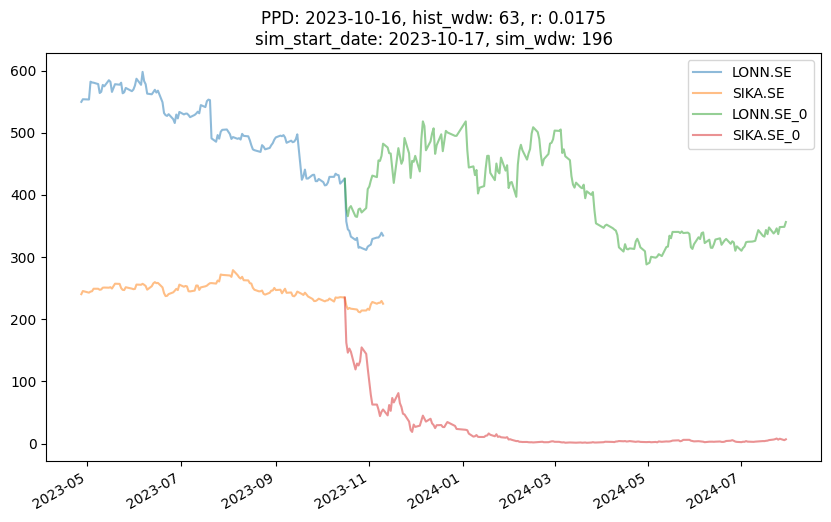 PPD: 2023-10-16, hist_wdw: 63, r: 0.0175
sim_start_date: 2023-10-17, sim_wdw: 196
LONN.SE
SIKA.SE
LONN.SE_0
SIKA.SE_0
600
500
400
300
200
100
0
2023-05
2023-07
2023-09
2023-11
2024-01
2024-03
2024-05
2024-07